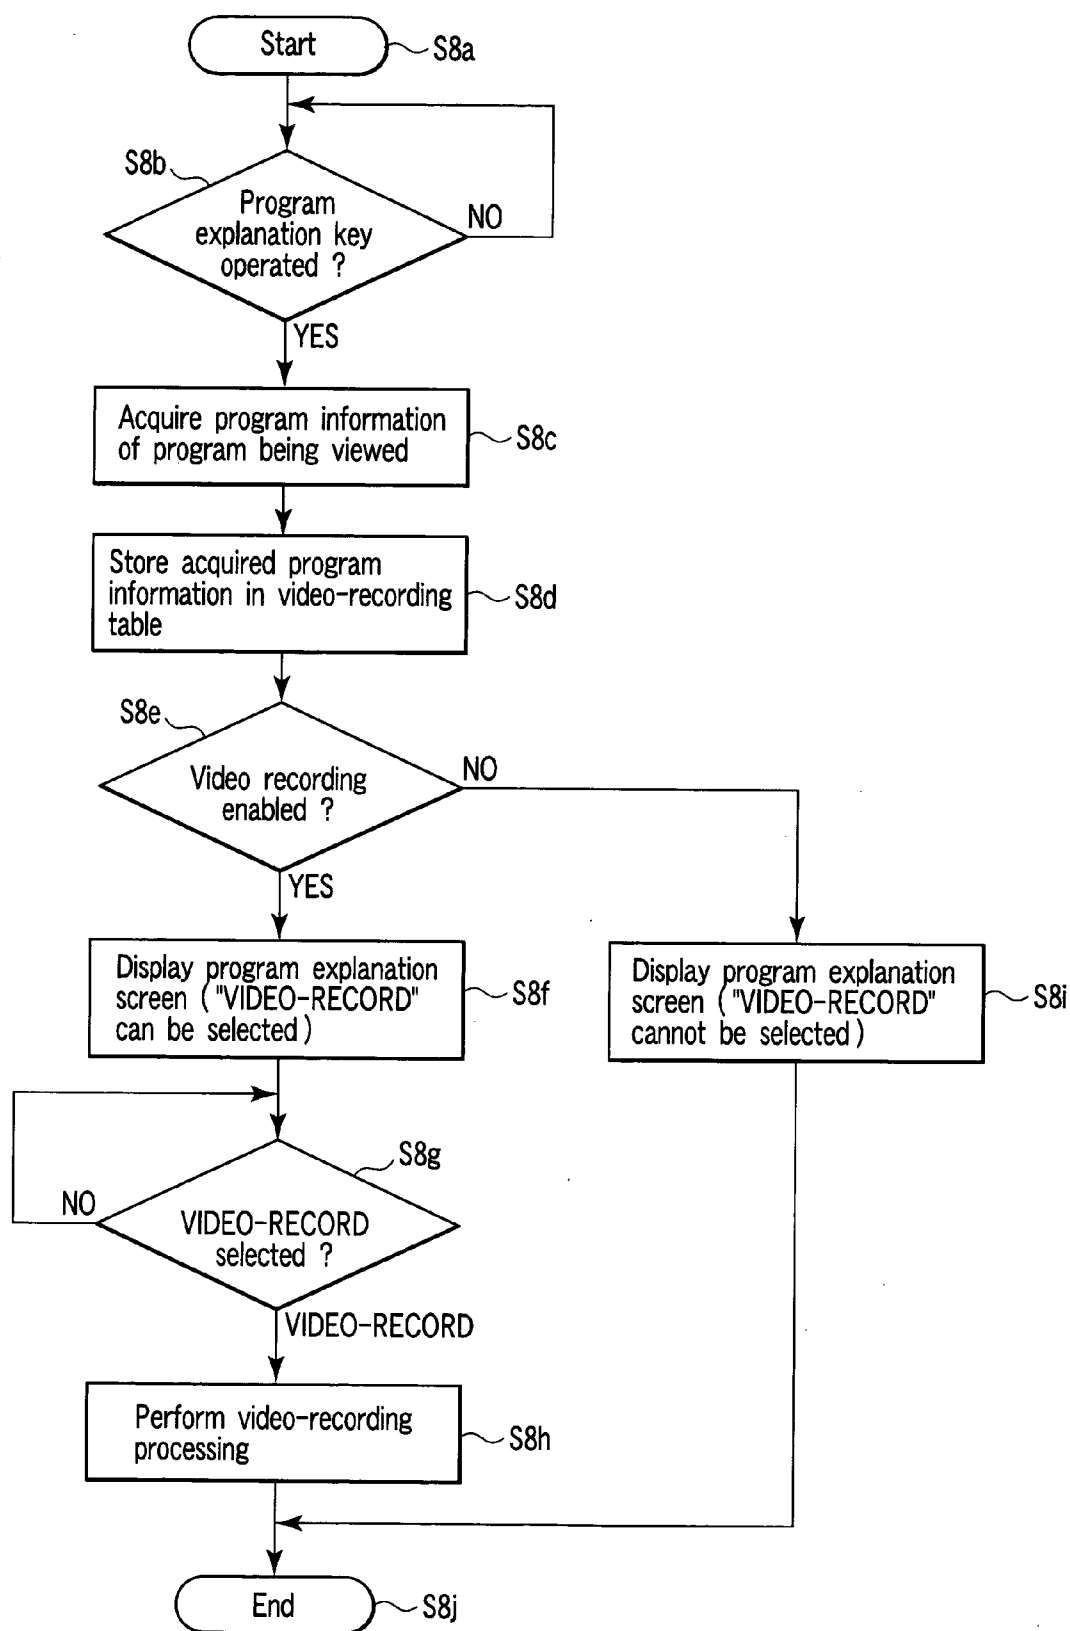 Start
S8a
S8b
Program
explanation key
operated ?
NO
YES
Acquire program information
of program being viewed
S8c
Store acquired program
information in video-recording
table
S8d
S8e
Video recording
enabled ?
NO
YES
Display program explanation
screen ("VIDEO-RECORD"
can be selected)
S8f
Display program explanation
screen ("VIDEO-RECORD"
cannot be selected)
S8i
S8g
NO
VIDEO-RECORD
selected ?
VIDEO-RECORD
Perform video-recording
processing
S8h
End
S8j